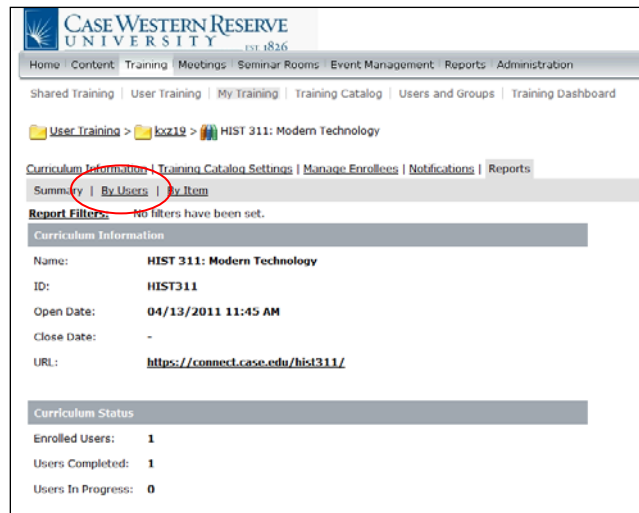 CASE WESTERN RESERVE
UNIVERSITY EST. 1826
Home Content Training Meetings Seminar Rooms Event Management Reports Administration
Shared Training | User Training | My Training | Training Catalog | Users and Groups | Training Dashboard
User Training > kxz19 > HIST 311: Modern Technology
Curriculum Information | Training Catalog Settings | Manage Enrollees | Notifications | Reports
Summary | By Users | By Item
Report Filters: No filters have been set.
Curriculum Information
Name: HIST 311: Modern Technology
ID: HIST311
Open Date: 04/13/2011 11:45 AM
Close Date: -
URL: https://connect.case.edu/hist311/
Curriculum Status
Enrolled Users: 1
Users Completed: 1
Users In Progress: 0